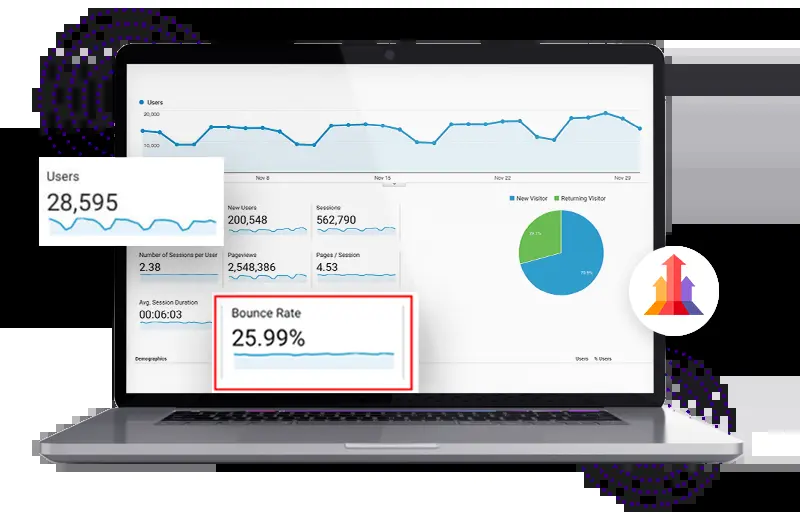 Users
20,000
10,000
Nov 8
Nov 15
Nov 22
Nov 29
Users
28,595
New Users
200,548
Sessions
562,790
New Visitor
Returning Visitor
Number of Sessions per User
2.38
Pageviews
2,548,386
Pages / Session
4.53
Avg. Session Duration
00:06:03
Bounce Rate
25.99%
Demographics
Users
% Users